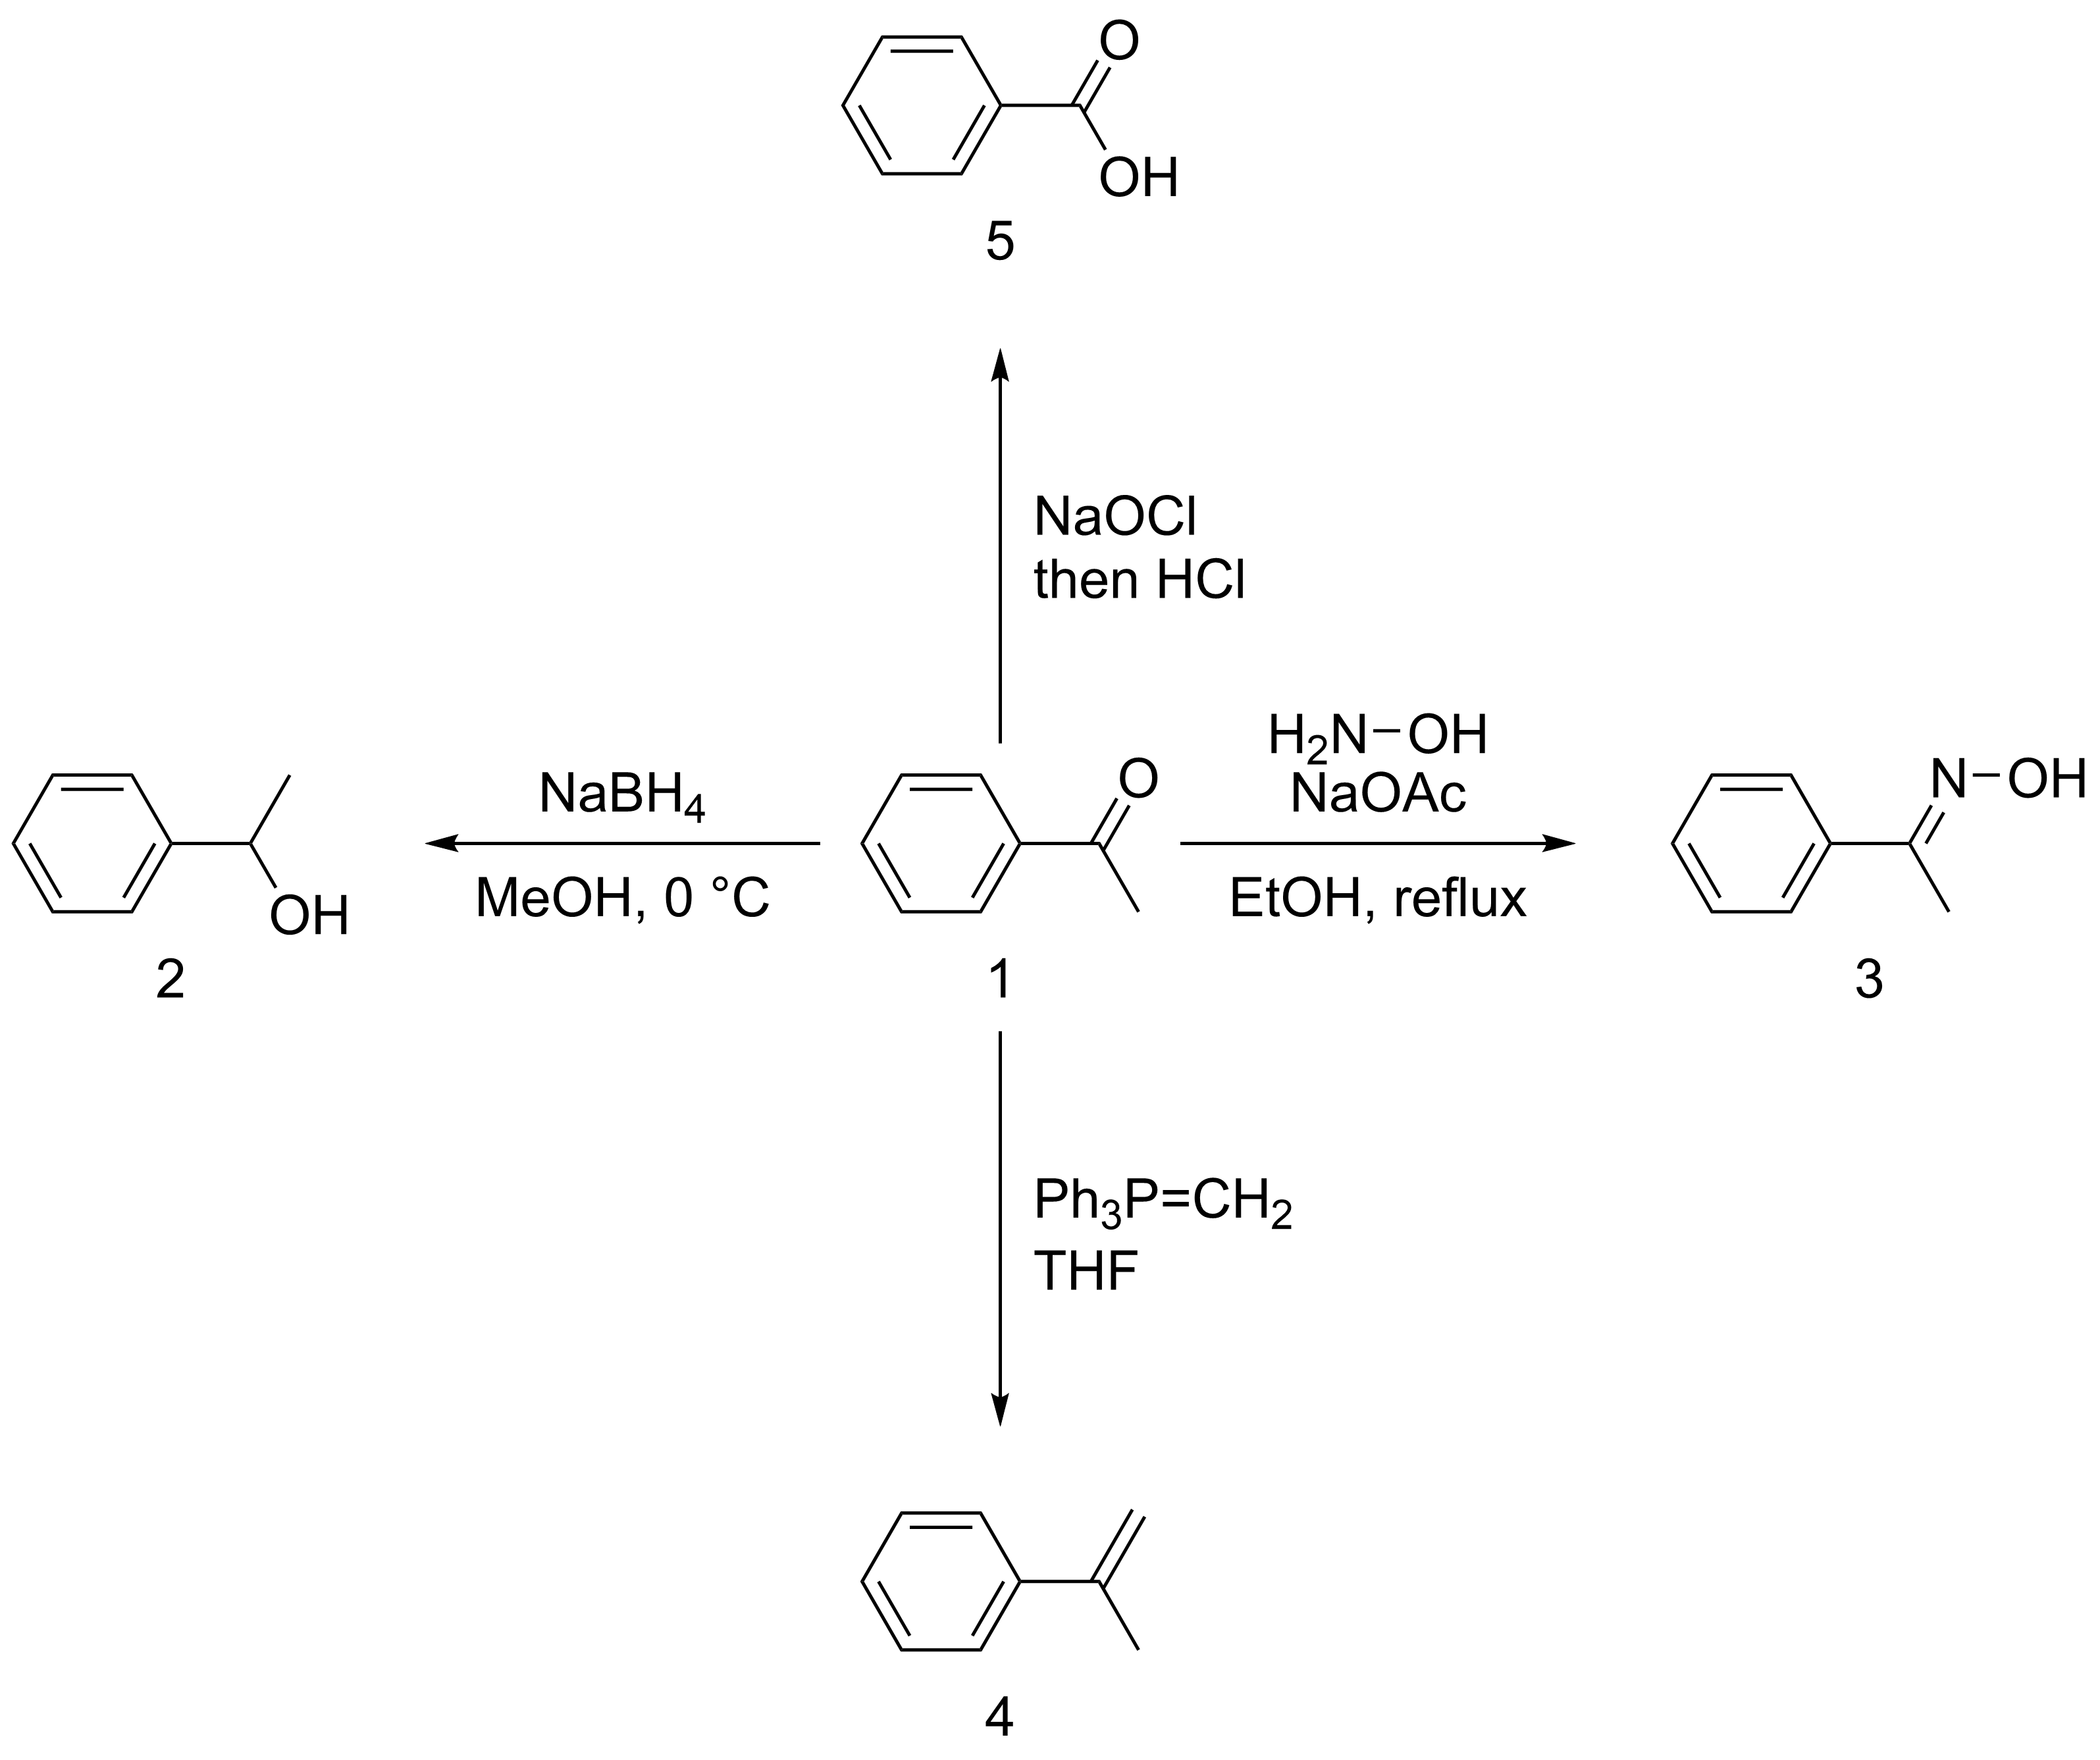 O
OH
5
NaOCl
then HCl
H₂N–OH
NaOAc
EtOH, reflux
NaBH₄
MeOH, 0 °C
OH
2
O
1
N–OH
3
Ph₃P=CH₂
THF
4